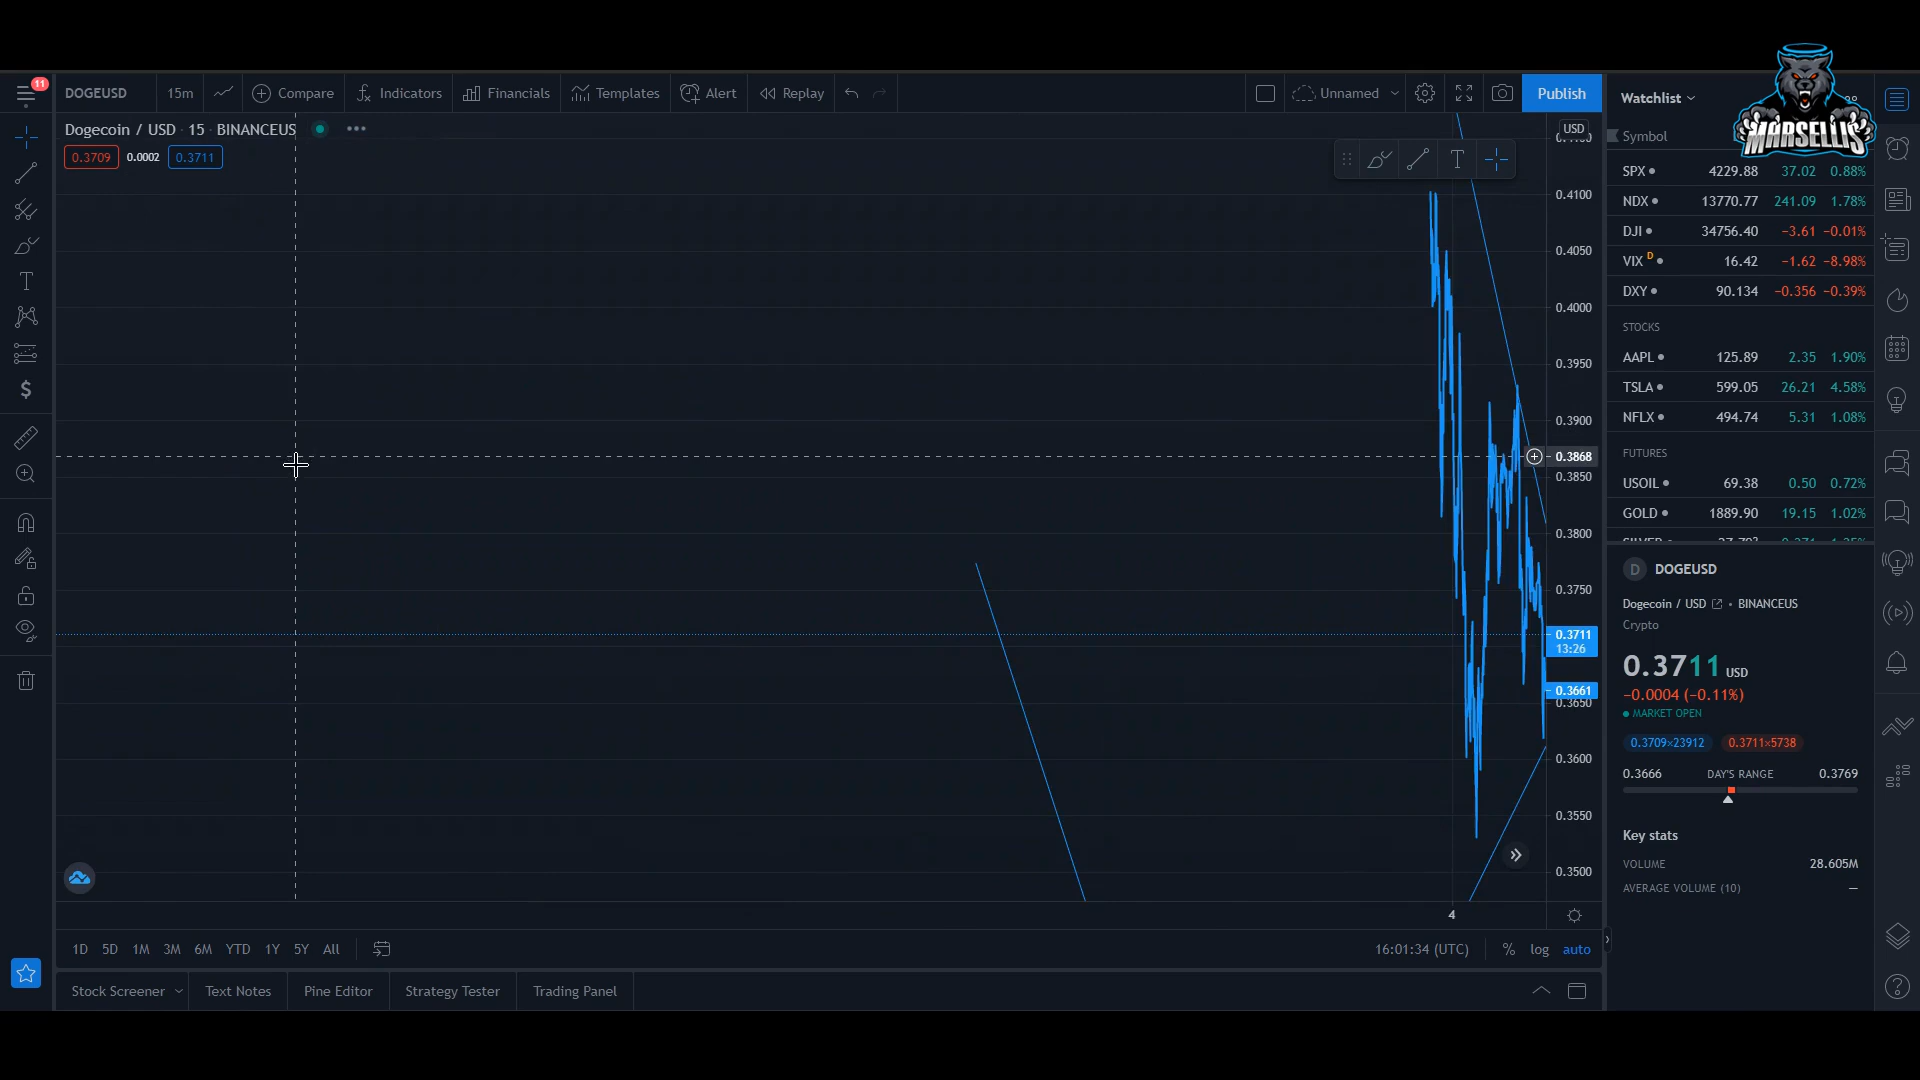 11
DOGEUSD 15m Compare Indicators Financials Templates Alert Replay Unnamed Publish
Dogecoin / USD · 15 · BINANCEUS
0.3709 0.0002 0.3711
USD
0.4100
0.4050
0.4000
0.3950
0.3900
0.3868
0.3850
0.3800
0.3750
0.3711
13:26
0.3661
0.3650
0.3600
0.3550
0.3500
4
1D 5D 1M 3M 6M YTD 1Y 5Y All
16:01:34 (UTC) % log auto
Stock Screener Text Notes Pine Editor Strategy Tester Trading Panel
Watchlist
MARSELLIS
Symbol
SPX 4229.88 37.02 0.88%
NDX 13770.77 241.09 1.78%
DJI 34756.40 −3.61 −0.01%
VIX D 16.42 −1.62 −8.98%
DXY 90.134 −0.356 −0.39%
STOCKS
AAPL 125.89 2.35 1.90%
TSLA 599.05 26.21 4.58%
NFLX 494.74 5.31 1.08%
FUTURES
USOIL 69.38 0.50 0.72%
GOLD 1889.90 19.15 1.02%
D DOGEUSD
Dogecoin / USD • BINANCEUS
Crypto
0.3711 USD
−0.0004 (−0.11%)
MARKET OPEN
0.3709×23912 0.3711×5738
0.3666 DAY'S RANGE 0.3769
Key stats
VOLUME 28.605M
AVERAGE VOLUME (10) —